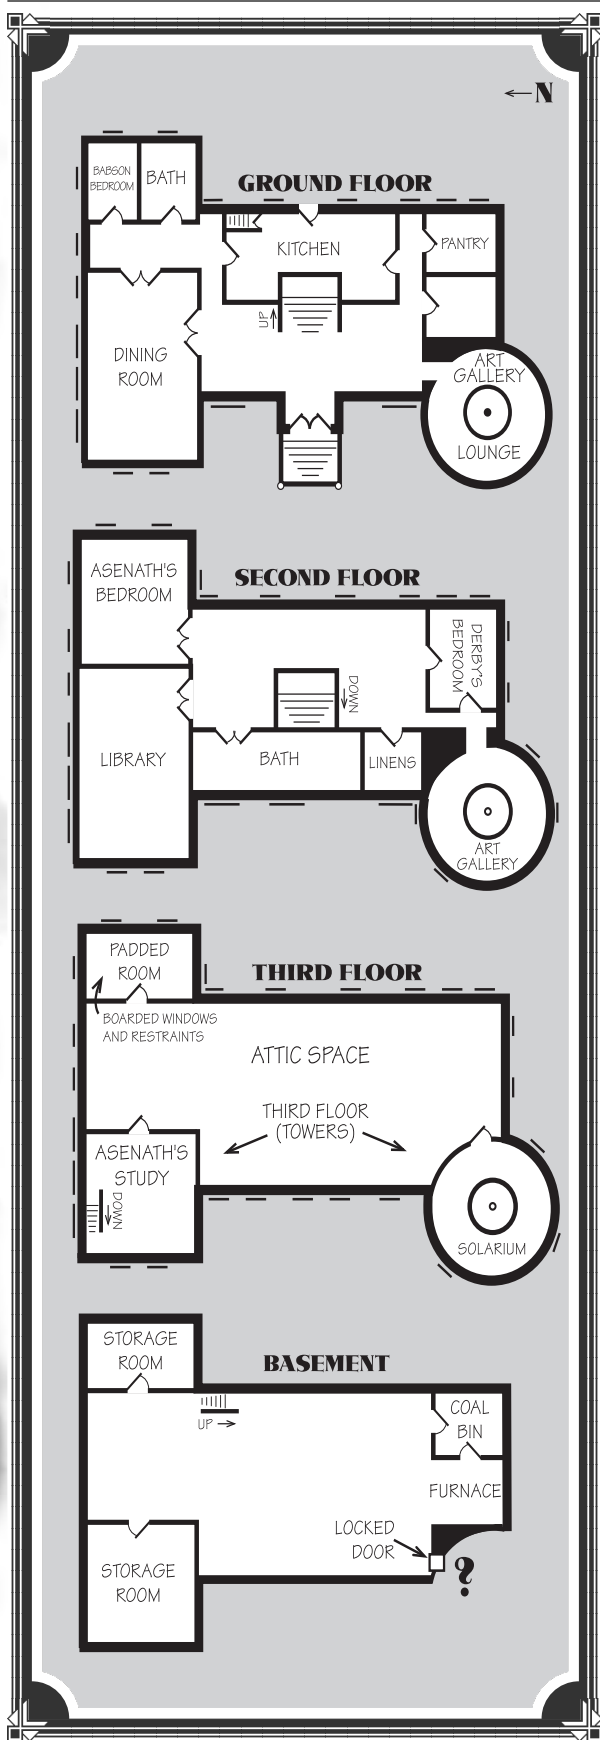 N
GROUND FLOOR
BABSON
BEDROOM
BATH
KITCHEN
PANTRY
UP
DINING
ROOM
ART
GALLERY
LOUNGE
SECOND FLOOR
ASENATH'S
BEDROOM
DERBY'S
BEDROOM
DOWN
LIBRARY
BATH
LINENS
ART
GALLERY
THIRD FLOOR
PADDED
ROOM
BOARDED WINDOWS
AND RESTRAINTS
ATTIC SPACE
THIRD FLOOR
(TOWERS)
ASENATH'S
STUDY
DOWN
SOLARIUM
BASEMENT
STORAGE
ROOM
UP
COAL
BIN
FURNACE
LOCKED
DOOR
?
STORAGE
ROOM